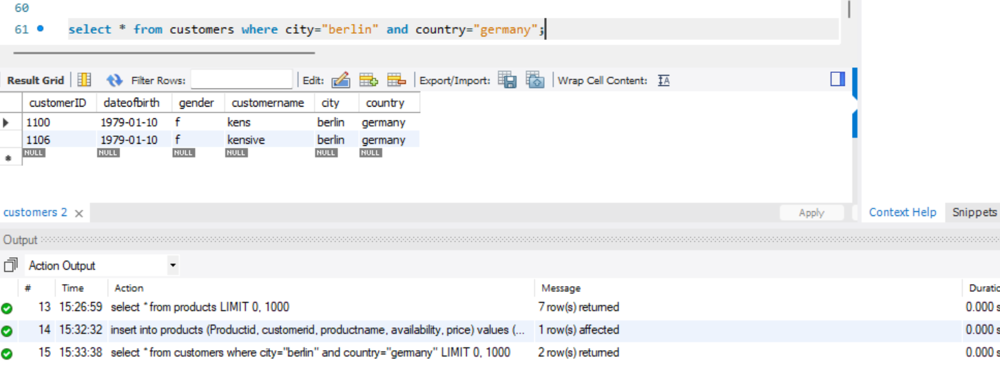 60
61 select * from customers where city="berlin" and country="germany";
Result Grid Filter Rows: Edit: Export/Import: Wrap Cell Content: IA
customerID dateofbirth gender customername city country
1100 1979-01-10 f kens berlin germany
1106 1979-01-10 f kensive berlin germany
NULL NULL NULL NULL NULL NULL
customers 2 Apply Context Help Snippets
Output
Action Output
# Time Action Message Duratic
13 15:26:59 select * from products LIMIT 0, 1000 7 row(s) returned 0.000 s
14 15:32:32 insert into products (Productid, customerid, productname, availability, price) values (... 1 row(s) affected 0.000 s
15 15:33:38 select * from customers where city="berlin" and country="germany" LIMIT 0, 1000 2 row(s) returned 0.000 s